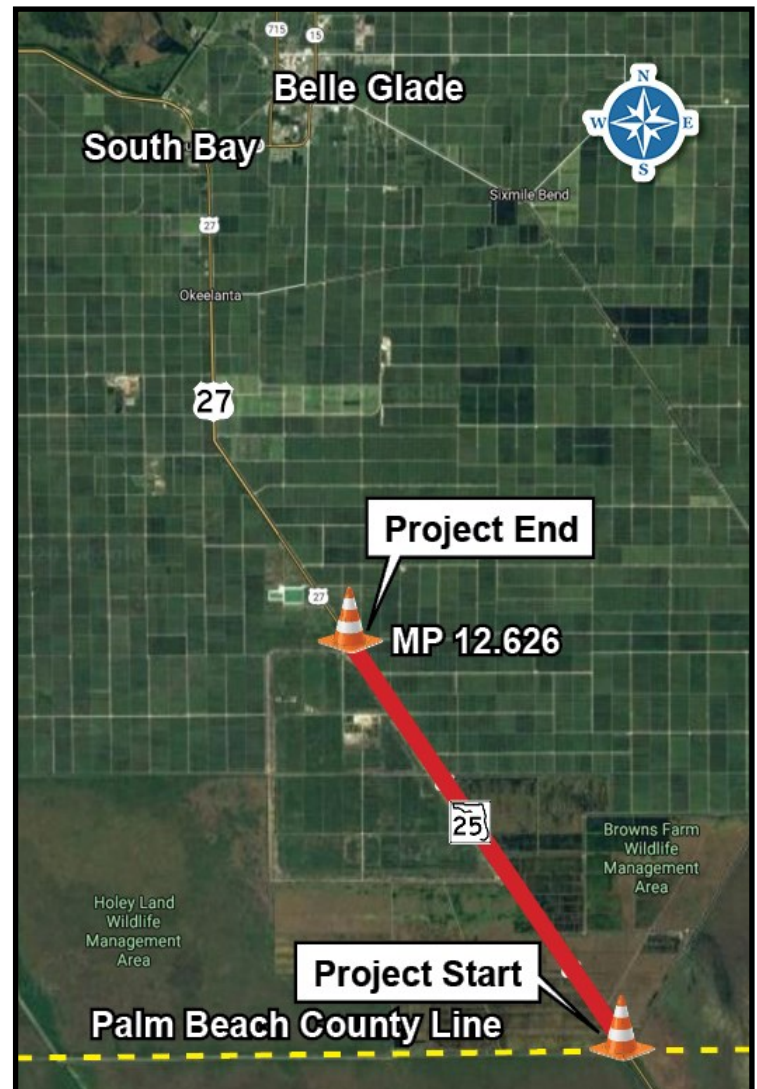 715
15
Belle Glade
N
W
E
S
South Bay
Sixmile Bend
27
Okeelanta
27
Project End
27
MP 12.626
25
Browns Farm
Wildlife
Management
Area
Holey Land
Wildlife
Management
Area
Project Start
Palm Beach County Line